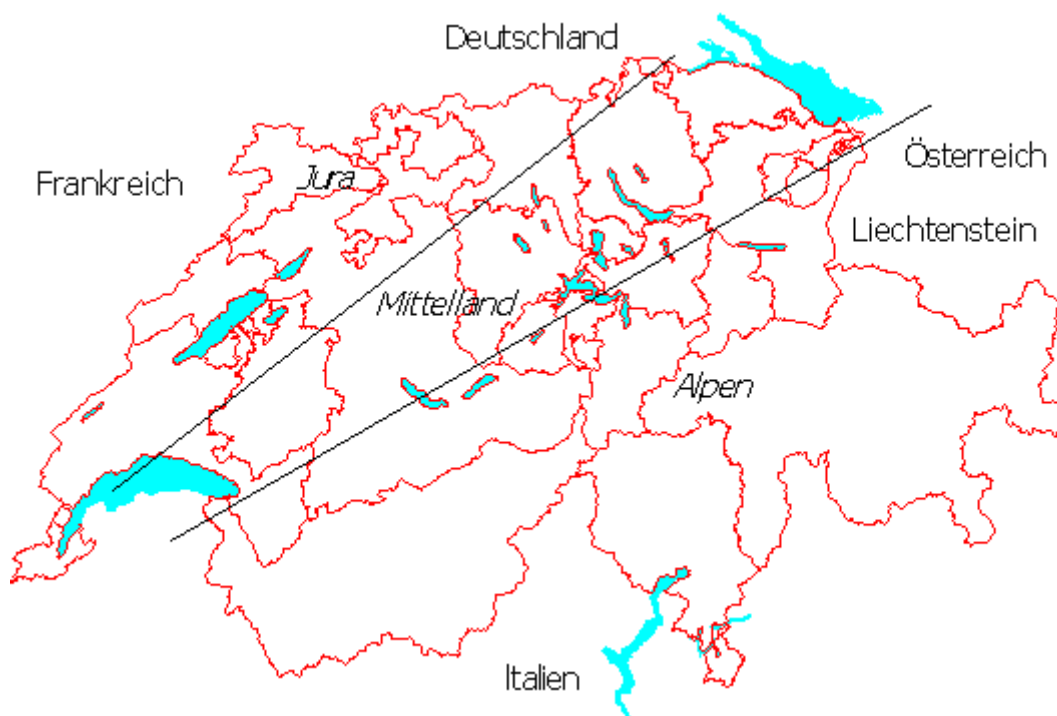 Deutschland
Österreich
Frankreich
Jura
Liechtenstein
Mittelland
Alpen
Italien